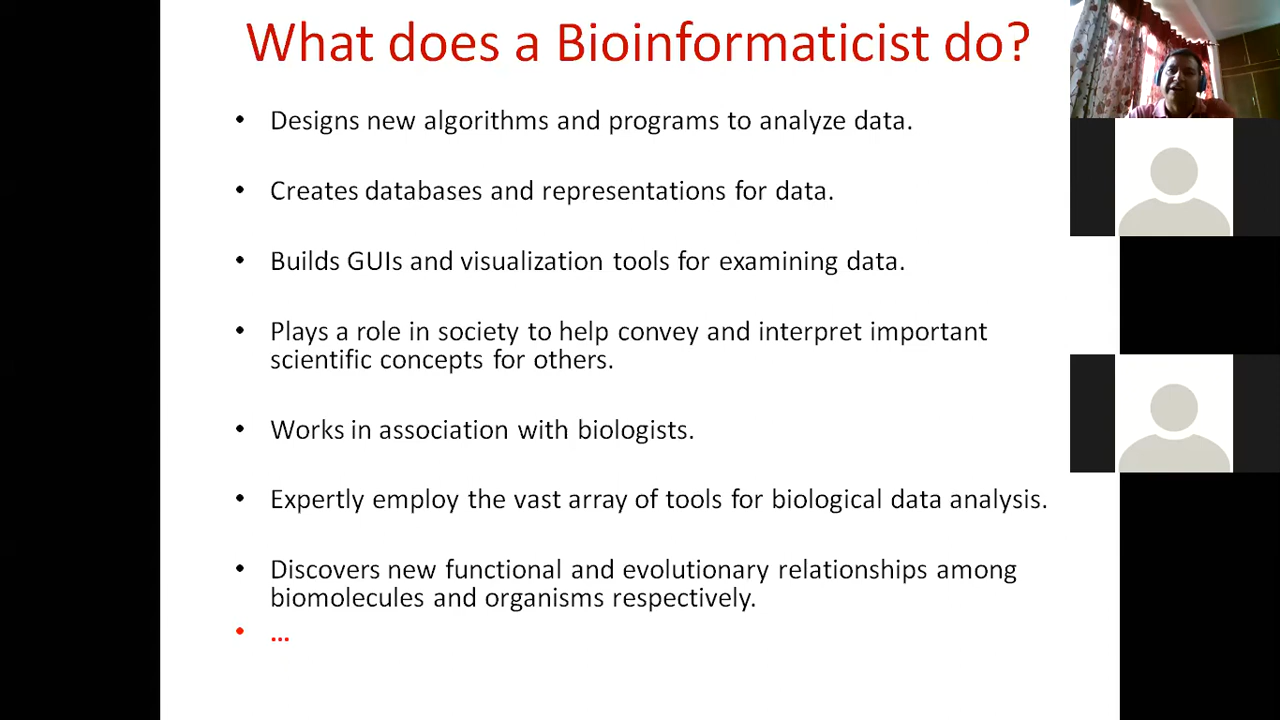 What does a Bioinformaticist do?
• Designs new algorithms and programs to analyze data.
• Creates databases and representations for data.
• Builds GUIs and visualization tools for examining data.
• Plays a role in society to help convey and interpret important
scientific concepts for others.
• Works in association with biologists.
• Expertly employ the vast array of tools for biological data analysis.
• Discovers new functional and evolutionary relationships among
biomolecules and organisms respectively.
• ...